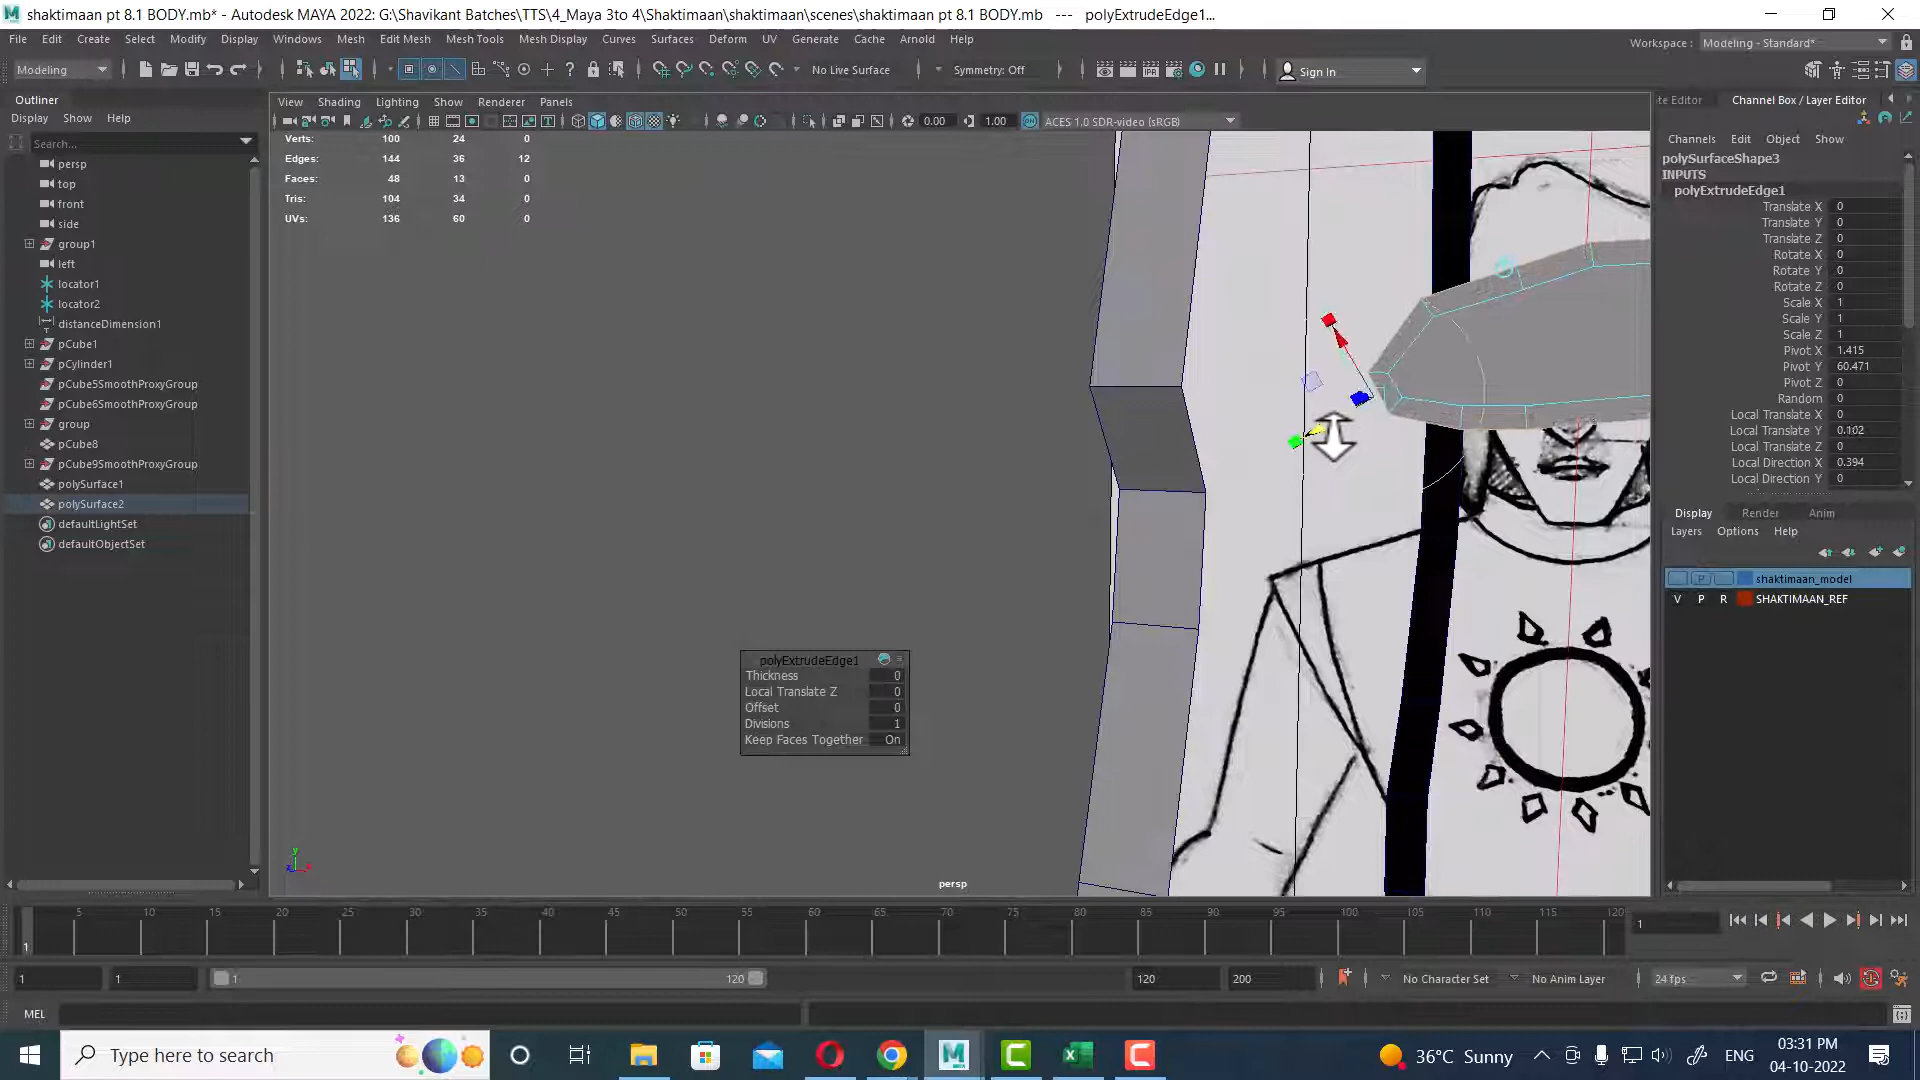 shaktimaan pt 8.1 BODY.mb* - Autodesk MAYA 2022: G:\Shavikant Batches\TTS\4_Maya 3to 4\Shaktimaan\shaktimaan\scenes\shaktimaan pt 8.1 BODY.mb --- polyExtrudeEdge1...
File Edit Create Select Modify Display Windows Mesh Edit Mesh Mesh Tools Mesh Display Curves Surfaces Deform UV Generate Cache Arnold Help
Workspace : Modeling - Standard*
Modeling No Live Surface Symmetry: Off Sign In
Outliner
Display Show Help
Search...
persp
top
front
side
group1
left
locator1
locator2
distanceDimension1
pCube1
pCylinder1
pCube5SmoothProxyGroup
pCube6SmoothProxyGroup
group
pCube8
pCube9SmoothProxyGroup
polySurface1
polySurface2
defaultLightSet
defaultObjectSet
View Shading Lighting Show Renderer Panels
0.00 1.00 ACES 1.0 SDR-video (sRGB)
Verts: 100 24 0
Edges: 144 36 12
Faces: 48 13 0
Tris: 104 34 0
UVs: 136 60 0
polyExtrudeEdge1
Thickness 0
Local Translate Z 0
Offset 0
Divisions 1
Keep Faces Together On
persp
te Editor Channel Box / Layer Editor
Channels Edit Object Show
polySurfaceShape3
INPUTS
polyExtrudeEdge1
Translate X 0
Translate Y 0
Translate Z 0
Rotate X 0
Rotate Y 0
Rotate Z 0
Scale X 1
Scale Y 1
Scale Z 1
Pivot X 1.415
Pivot Y 60.471
Pivot Z 0
Random 0
Local Translate X 0
Local Translate Y 0.102
Local Translate Z 0
Local Direction X 0.394
Local Direction Y 0
Display Render Anim
Layers Options Help
P shaktimaan_model
V P R SHAKTIMAAN_REF
5 10 15 20 25 30 35 40 45 50 55 60 65 70 75 80 85 90 95 100 105 110 115 120
1 1
1 1 1 120 120 200 No Character Set No Anim Layer 24 fps
MEL
Type here to search
36°C Sunny ENG 03:31 PM
04-10-2022